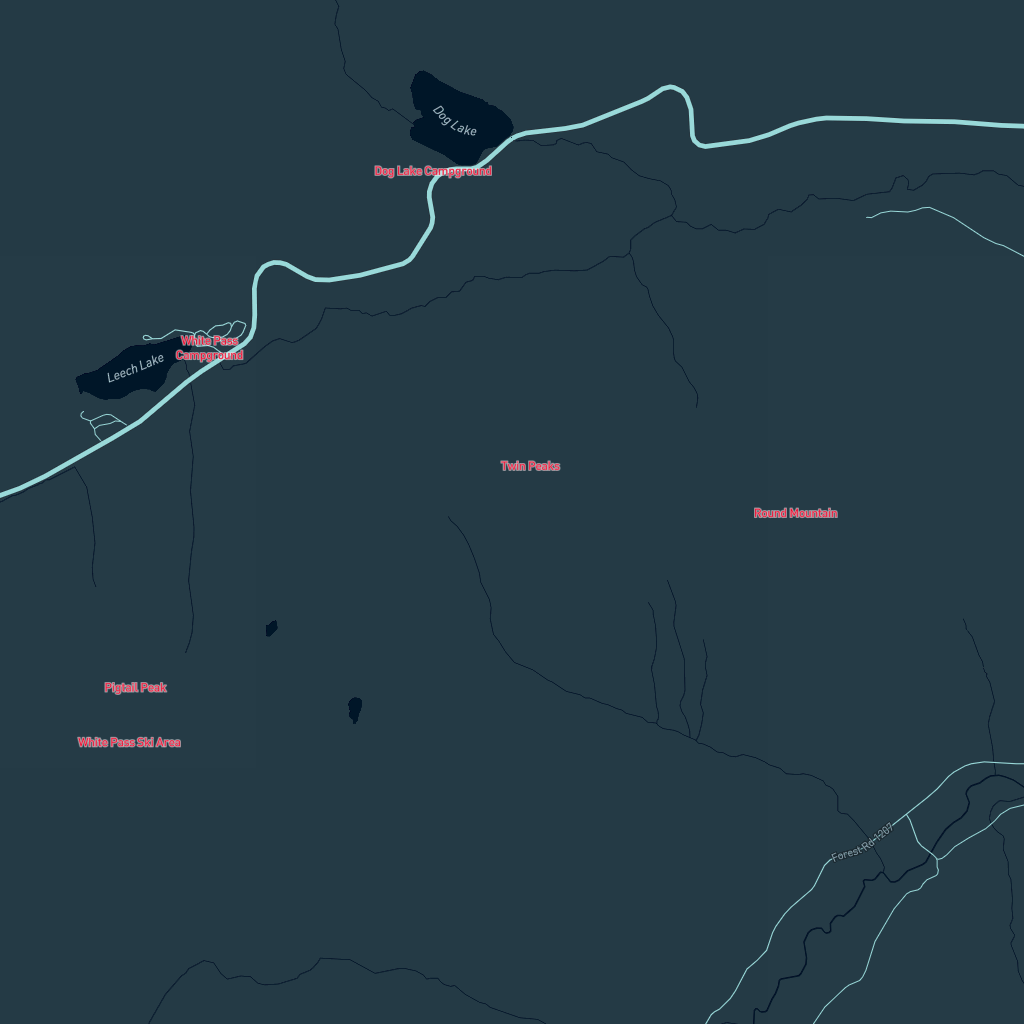 Dog Lake
Dog Lake Campground
White Pass
Campground
Leech Lake
Twin Peaks
Round Mountain
Pigtail Peak
White Pass Ski Area
Forest Rd 1207